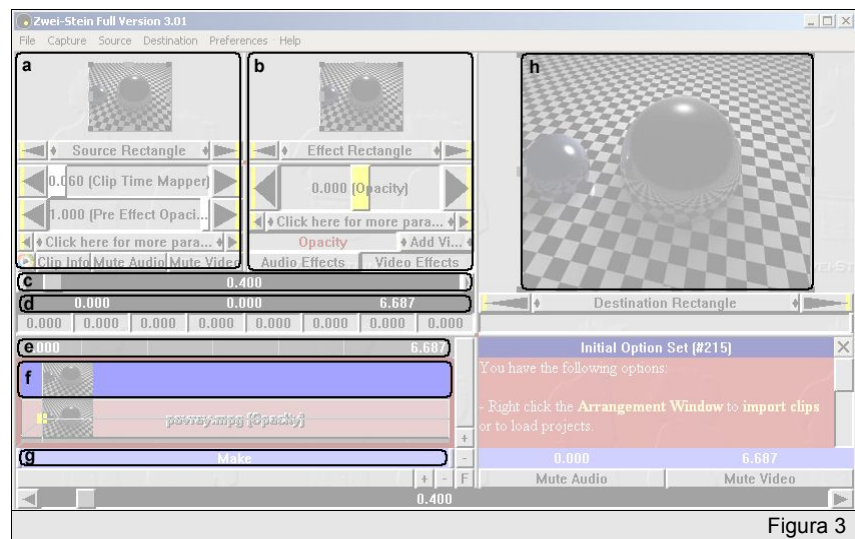 Zwei-Stein Full Version 3.01
File Capture Source Destination Preferences Help
a
b
h
Source Rectangle
Effect Rectangle
0.060 (Clip Time Mapper)
0.000 (Opacity)
1.000 (Pre Effect Opaci...
Click here for more para...
Click here for more para...
Opacity
Add Vi...
Clip Info Mute Audio Mute Video
Audio Effects Video Effects
c 0.400
d 0.000 0.000 6.687
Destination Rectangle
0.000 0.000 0.000 0.000 0.000 0.000 0.000 0.000
e 000 6.687
Initial Option Set (#215)
f
You have the following options:
- Right click the Arrangement Window to import clips
or to load projects.
povray.mpg (Opacity)
+
g Make -
0.000 6.687
+ - F
Mute Audio Mute Video
0.400
Figura 3